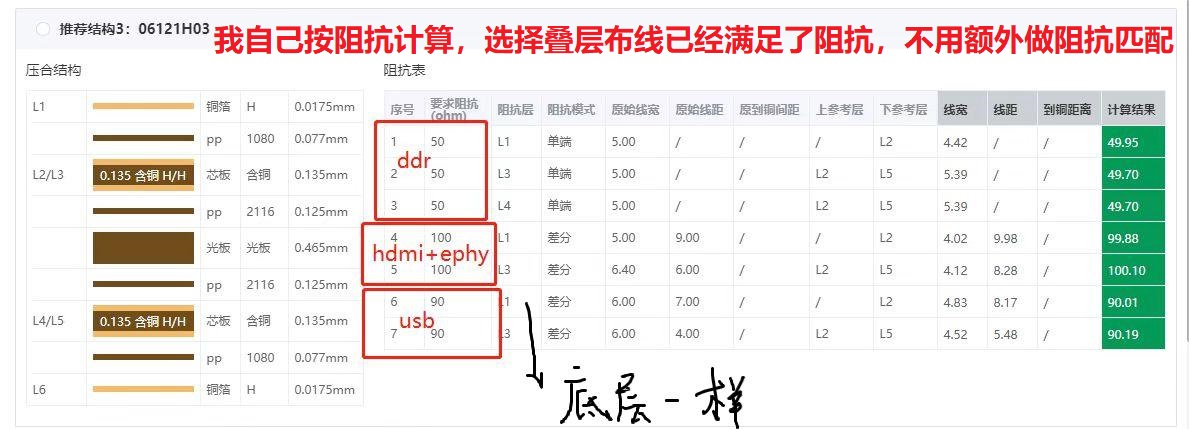 推荐结构3：06121H03
我自己按阻抗计算，选择叠层布线已经满足了阻抗，不用额外做阻抗匹配
压合结构
L1 铜箔 H 0.0175mm
pp 1080 0.077mm
L2/L3 0.135 含铜 H/H 芯板 含铜 0.135mm
pp 2116 0.125mm
光板 光板 0.465mm
pp 2116 0.125mm
L4/L5 0.135 含铜 H/H 芯板 含铜 0.135mm
pp 1080 0.077mm
L6 铜箔 H 0.0175mm
阻抗表
序号 要求阻抗(ohm) 阻抗层 阻抗模式 原始线宽 原始线距 原到铜间距 上参考层 下参考层 线宽 线距 到铜距离 计算结果
1 50 L1 单端 5.00 / / L2 4.42 / / 49.95
ddr
2 50 L3 单端 5.00 / / L2 L5 5.39 / / 49.70
3 50 L4 单端 5.00 / / L2 L5 5.39 / / 49.70
4 100 L1 差分 5.00 9.00 / L2 4.02 9.98 / 99.88
hdmi+ephy
5 100 L3 差分 6.40 6.00 / L2 L5 4.12 8.28 / 100.10
6 90 L1 差分 6.00 7.00 / L2 4.83 8.17 / 90.01
usb
7 90 L3 差分 6.00 4.00 / L2 L5 4.52 5.48 / 90.19
底层一样